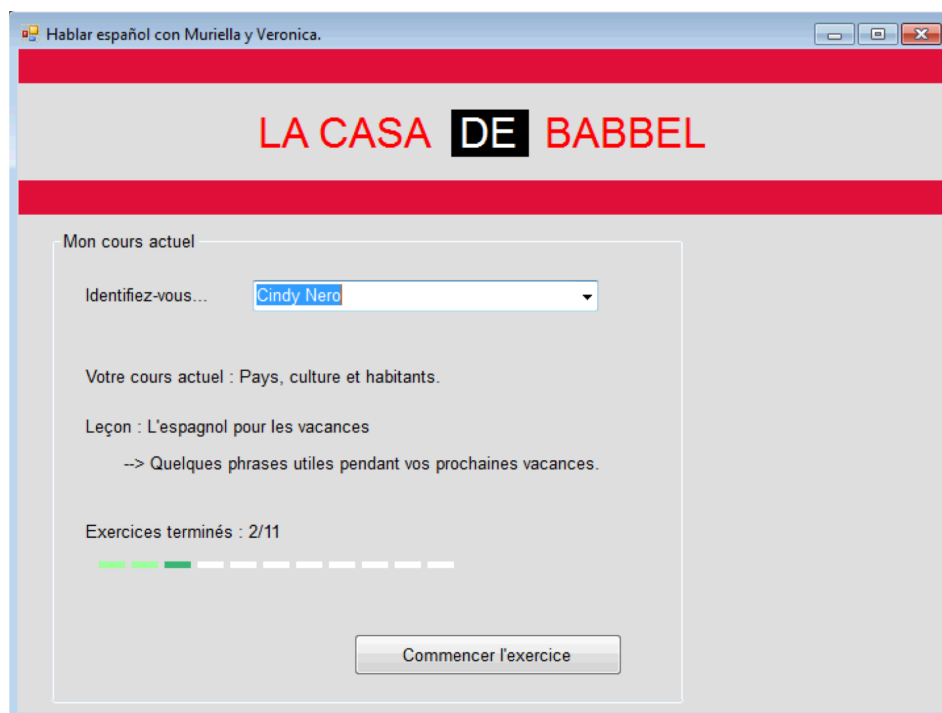 Hablar español con Muriella y Veronica.
LA CASA DE BABBEL
Mon cours actuel
Identifiez-vous... Cindy Nero
Votre cours actuel : Pays, culture et habitants.
Leçon : L'espagnol pour les vacances
--> Quelques phrases utiles pendant vos prochaines vacances.
Exercices terminés : 2/11
Commencer l'exercice